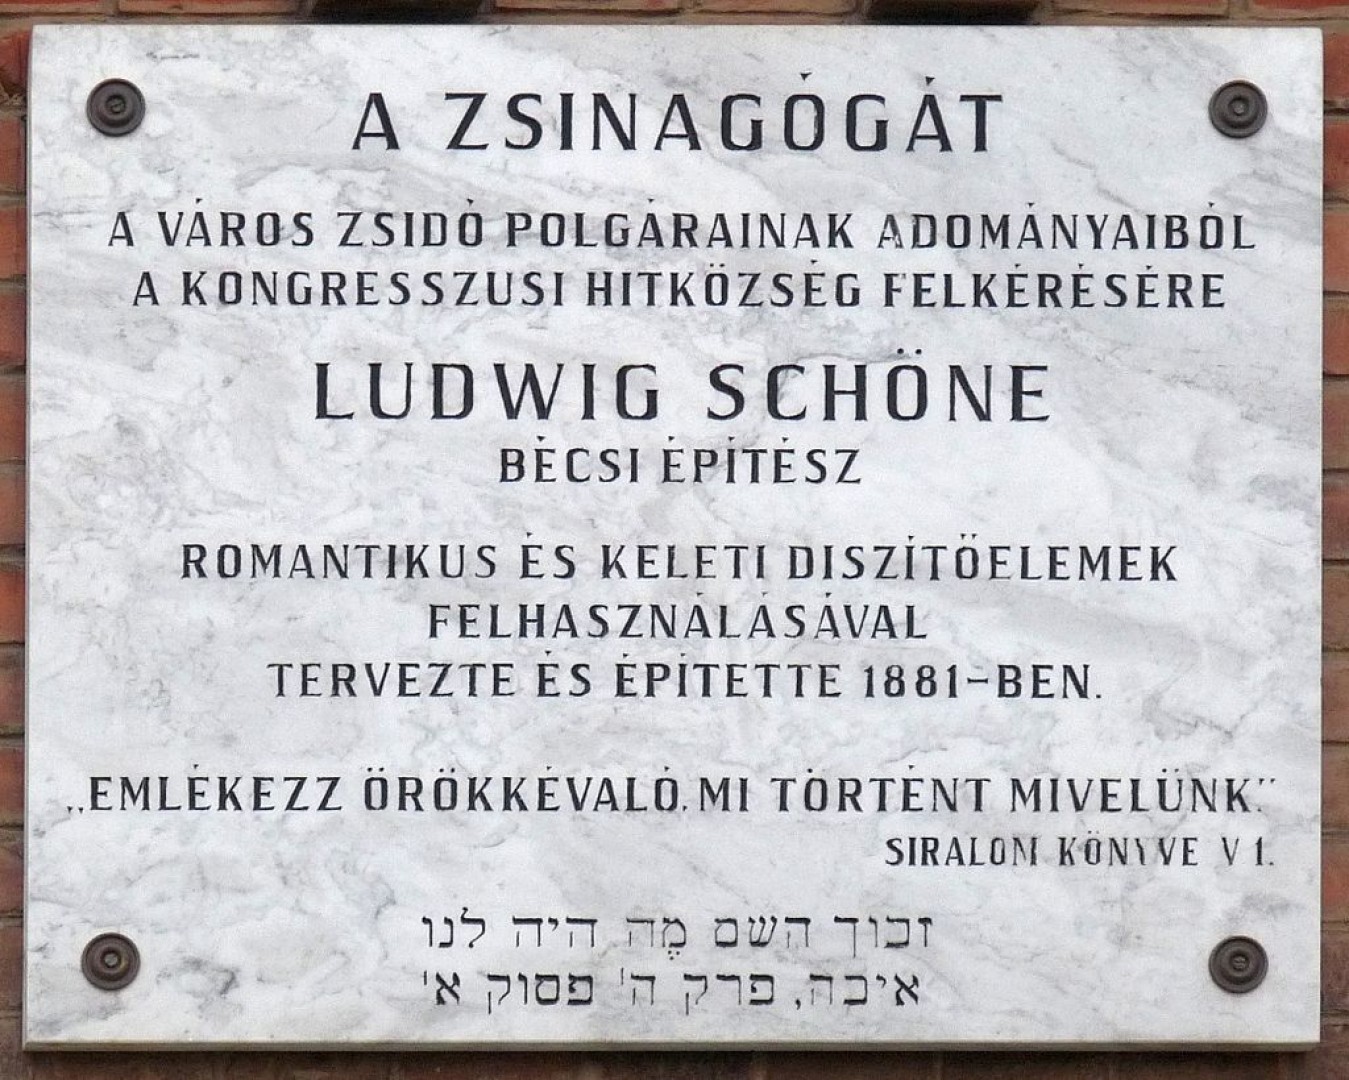 A ZSINAGÓGÁT
A VÁROS ZSIDÓ POLGÁRAINAK ADOMÁNYAIBÓL
A KONGRESSZUSI HITKÖZSÉG FELKÉRÉSÉRE
LUDWIG SCHÖNE
BÉCSI ÉPÍTÉSZ
ROMANTIKUS ÉS KELETI DISZÍTŐELEMEK
FELHASZNÁLÁSÁVAL
TERVEZTE ÉS ÉPÍTETTE 1881-BEN.
„EMLÉKEZZ ÖRÖKKÉVALÓ, MI TÖRTÉNT MIVELÜNK."
SIRALOM KÖNYVE V 1.
זכוך השם מֶה היה לנו
איכה, פרק ה' פסוק א'